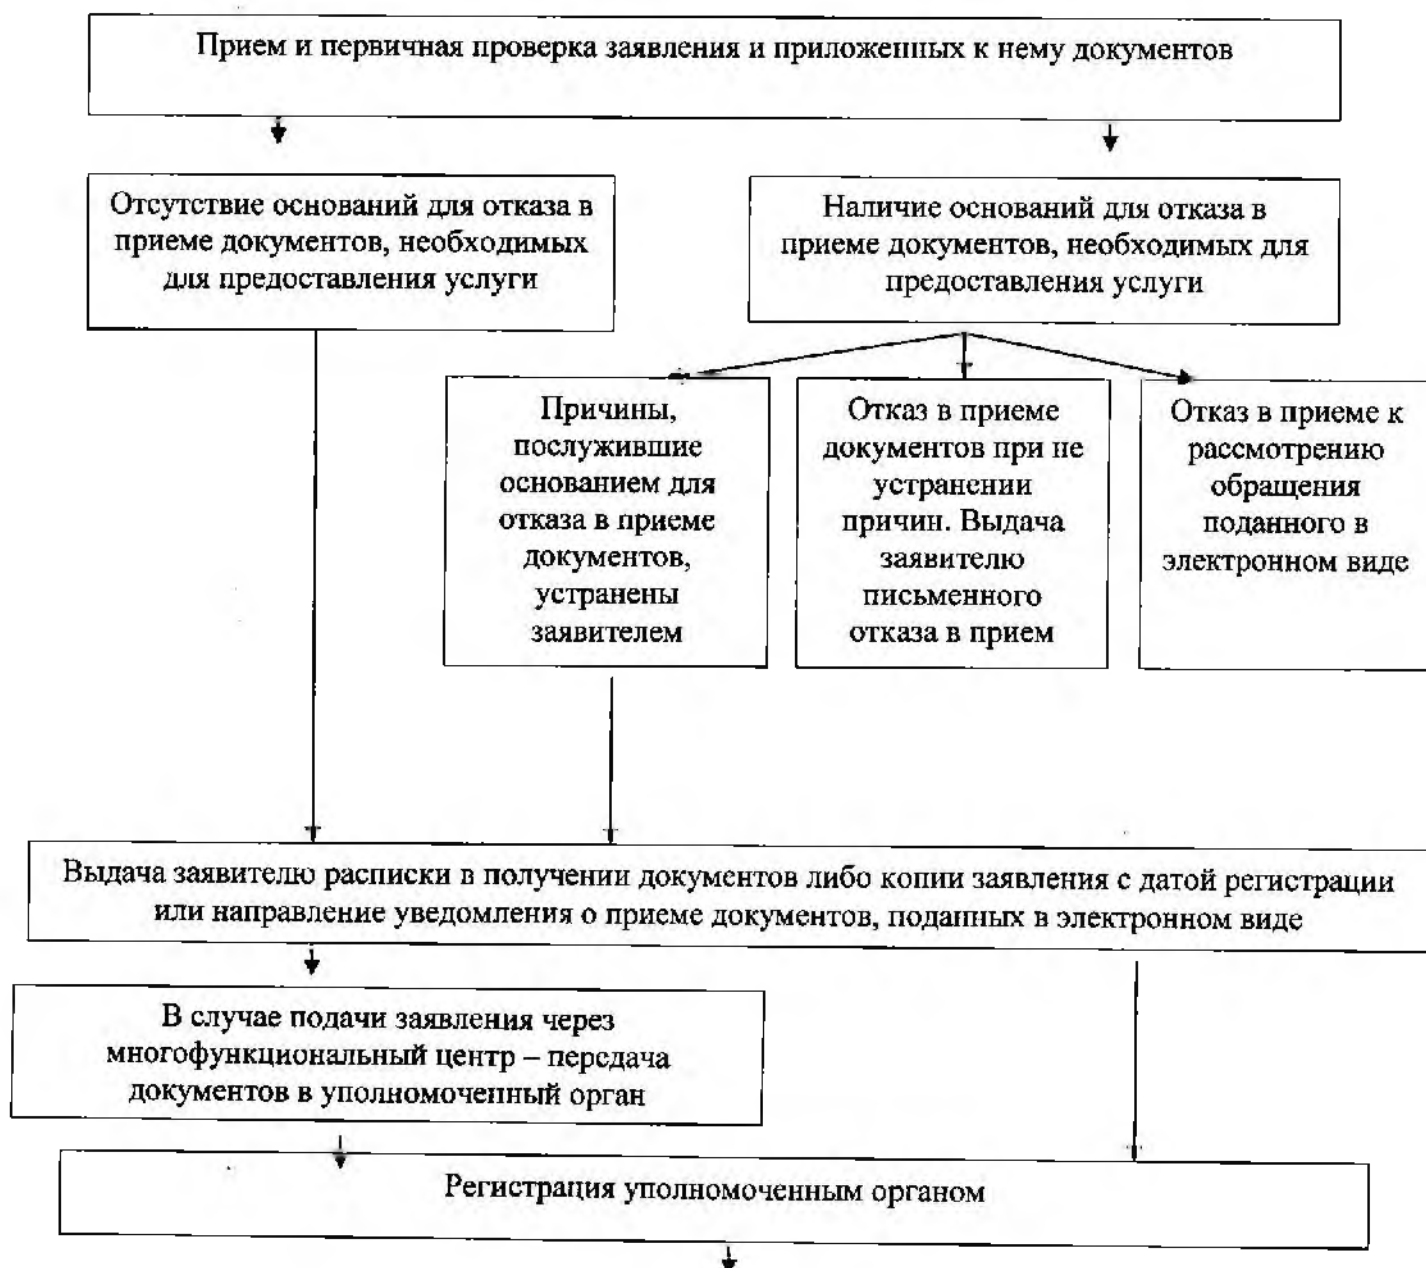 Прием и первичная проверка заявления и приложенных к нему документов
Отсутствие оснований для отказа в
приеме документов, необходимых
для предоставления услуги
Наличие оснований для отказа в
приеме документов, необходимых для
предоставления услуги
Причины,
послужившие
основанием для
отказа в приеме
документов,
устранены
заявителем
Отказ в приеме
документов при не
устранении
причин. Выдача
заявителю
письменного
отказа в прием
Отказ в приеме к
рассмотрению
обращения
поданного в
электронном виде
Выдача заявителю расписки в получении документов либо копии заявления с датой регистрации
или направление уведомления о приеме документов, поданных в электронном виде
В случае подачи заявления через
многофункциональный центр – передача
документов в уполномоченный орган
Регистрация уполномоченным органом